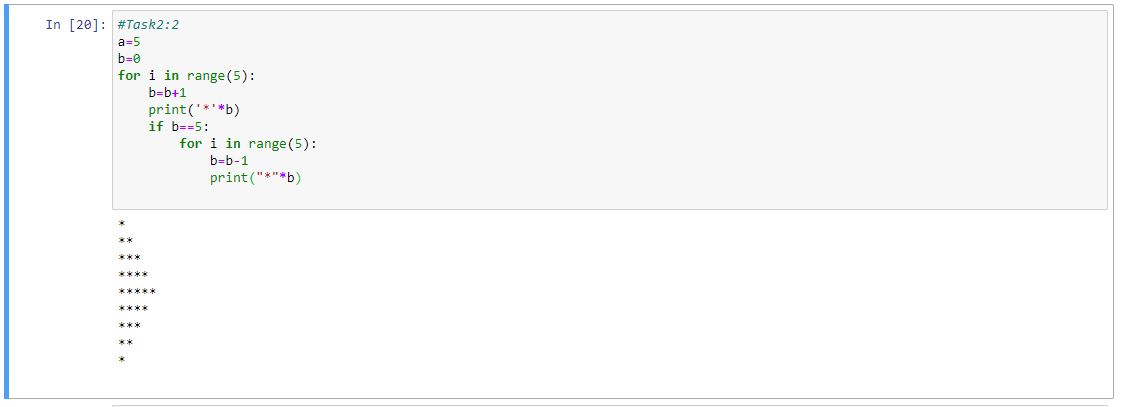 In [20]: #Task2:2
a=5
b=0
for i in range(5):
    b=b+1
    print('*'*b)
    if b==5:
        for i in range(5):
            b=b-1
            print("*"*b)
*
**
***
****
*****
****
***
**
*